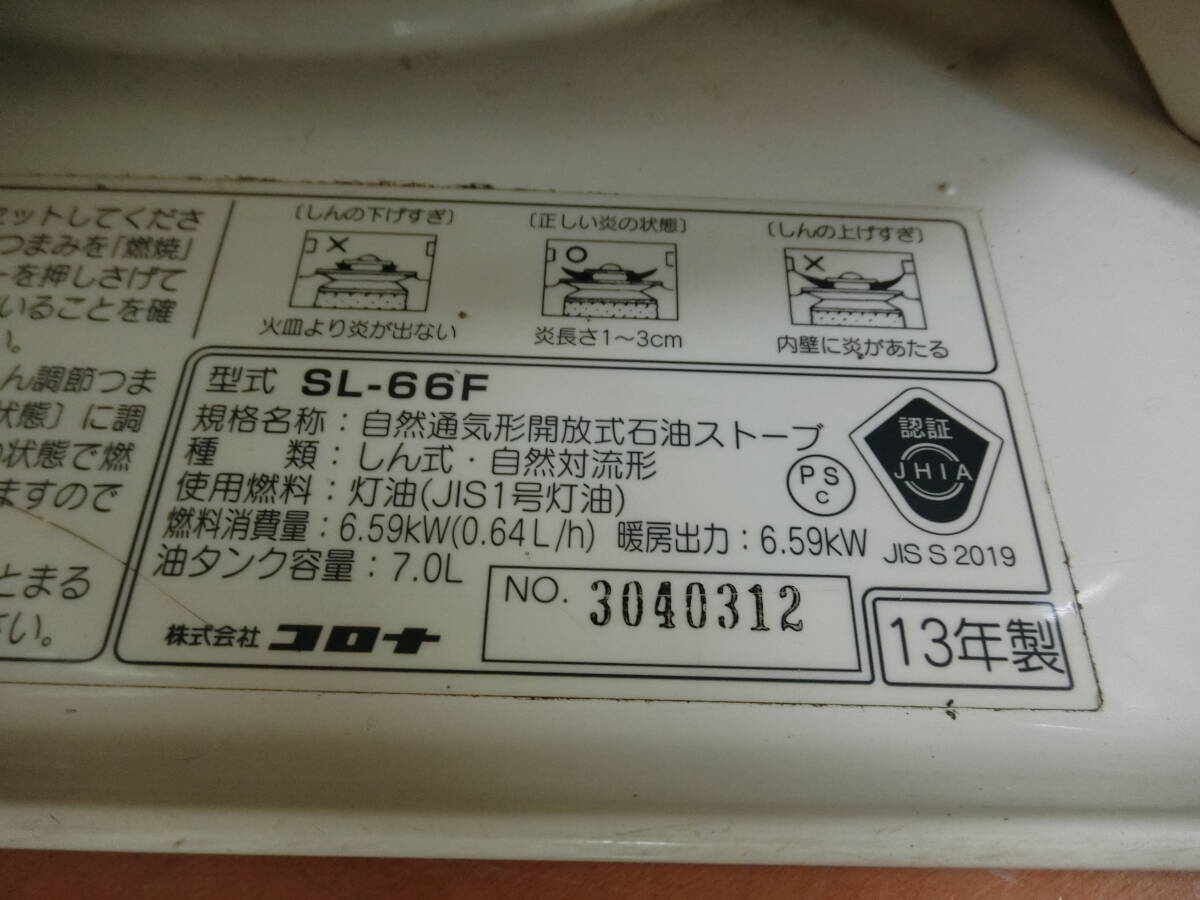 セットしてくださ
つまみを「燃焼」
ーを押しさげて
いることを確
い。
ん調節つま
状態〕に調
の状態で燃
ますので
とまる
さい。
〔しんの下げすぎ〕
火皿より炎が出ない
〔正しい炎の状態〕
炎長さ1～3cm
〔しんの上げすぎ〕
内壁に炎があたる
型式 SL-66F
規格名称：自然通気形開放式石油ストーブ
種類：しん式・自然対流形
使用燃料：灯油(JIS1号灯油)
燃料消費量：6.59kW(0.64L/h) 暖房出力：6.59kW
油タンク容量：7.0L
PS
C
認証
JHIA
JIS S 2019
株式会社 コロナ
NO. 3040312
13年製